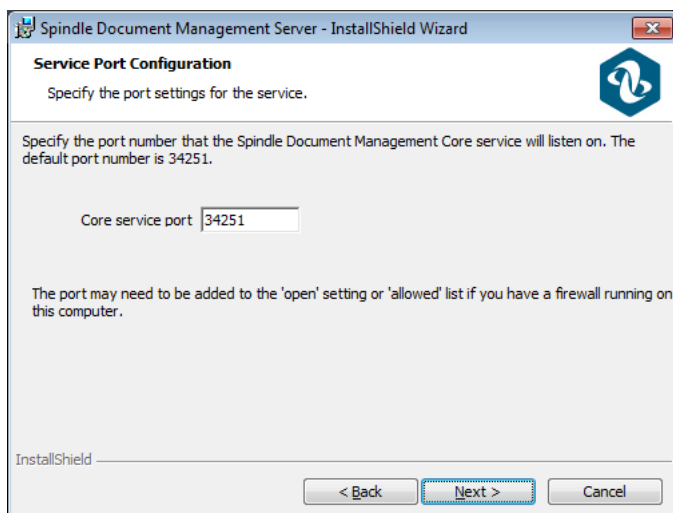 Spindle Document Management Server - InstallShield Wizard
Service Port Configuration
Specify the port settings for the service.
Specify the port number that the Spindle Document Management Core service will listen on. The
default port number is 34251.
Core service port 34251
The port may need to be added to the 'open' setting or 'allowed' list if you have a firewall running on
this computer.
InstallShield
< Back Next > Cancel